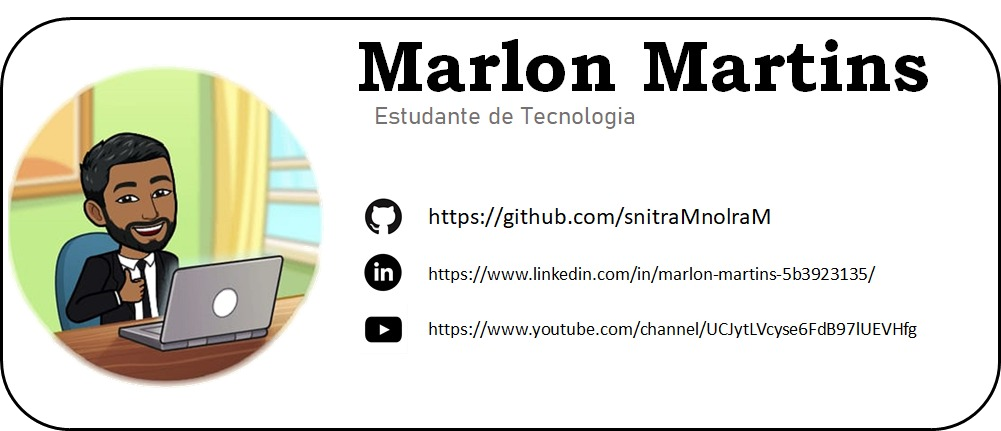 Marlon Martins
Estudante de Tecnologia
https://github.com/snitraMnolraM
in
https://www.linkedin.com/in/marlon-martins-5b3923135/
https://www.youtube.com/channel/UCJytLVcyse6FdB97lUEVHfg